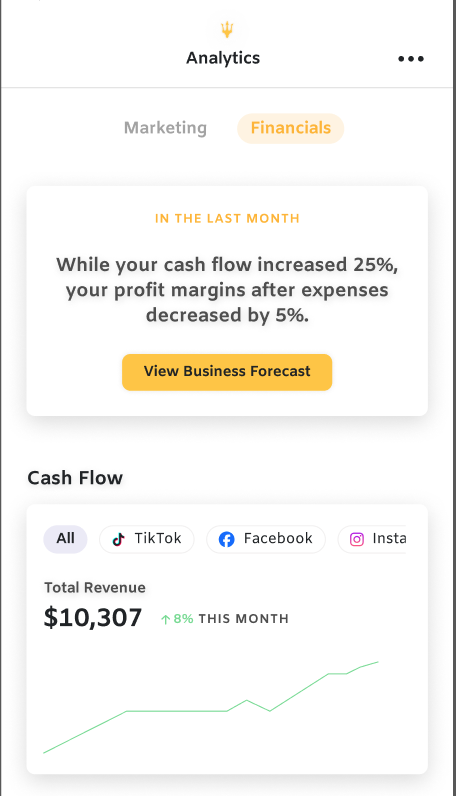 Analytics
Marketing
Financials
IN THE LAST MONTH
While your cash flow increased 25%,
your profit margins after expenses
decreased by 5%.
View Business Forecast
Cash Flow
All
TikTok
Facebook
Insta
Total Revenue
$10,307 ↑ 8% THIS MONTH